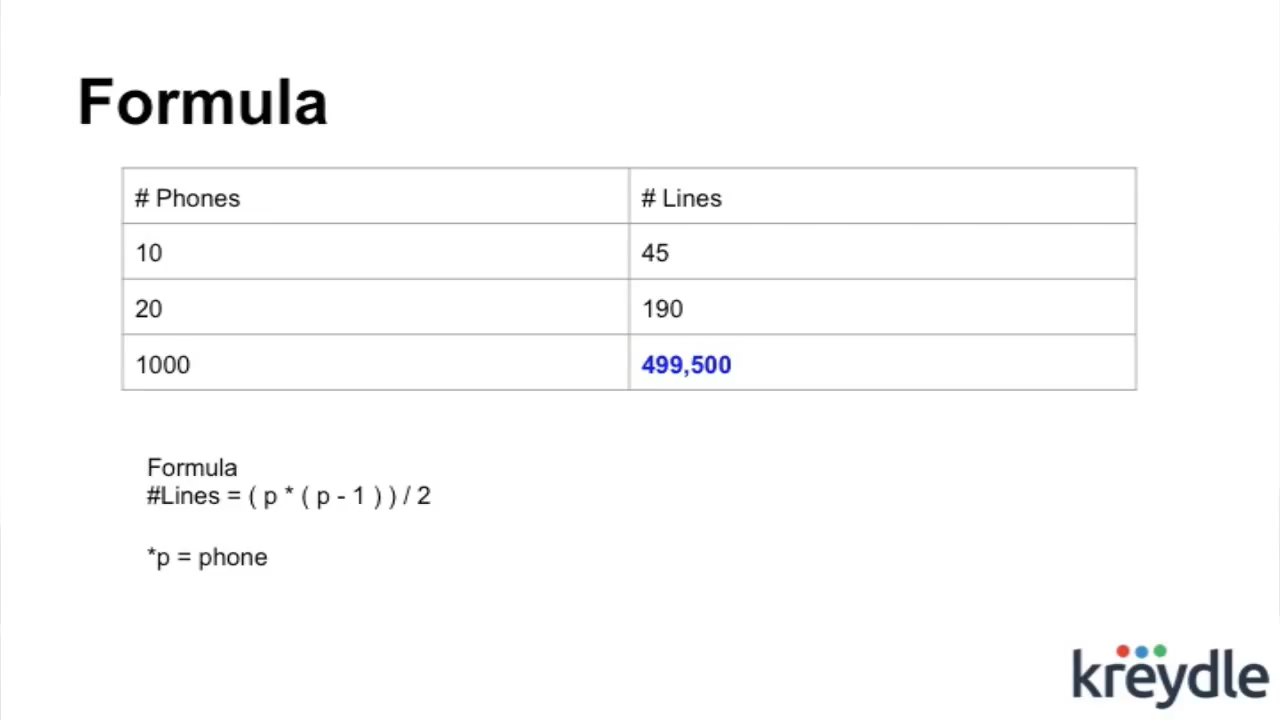 Formula
# Phones # Lines
10 45
20 190
1000 499,500
Formula
#Lines = ( p * ( p - 1 ) ) / 2
*p = phone
kreydle